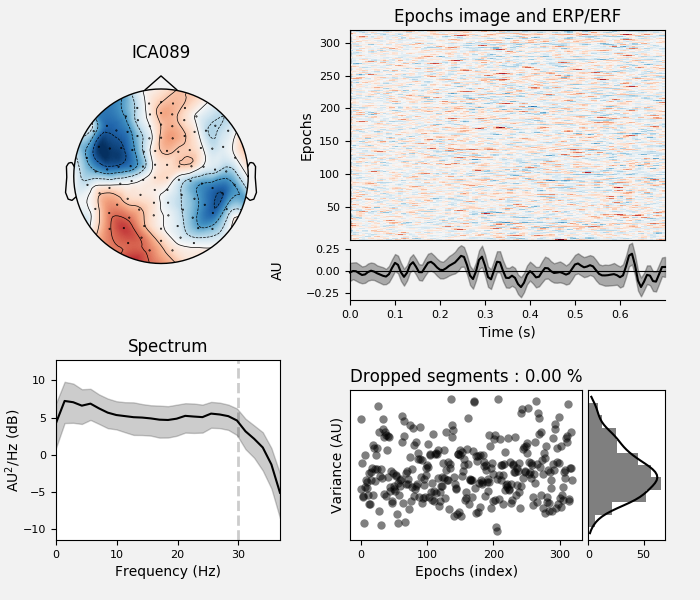 ICA089
Epochs image and ERP/ERF
Epochs
300
250
200
150
100
50
AU
0.25
0.00
−0.25
0.0 0.1 0.2 0.3 0.4 0.5 0.6
Time (s)
Spectrum
AU²/Hz (dB)
10
5
0
−5
−10
0 10 20 30
Frequency (Hz)
Dropped segments : 0.00 %
Variance (AU)
0 100 200 300
Epochs (index)
0 50